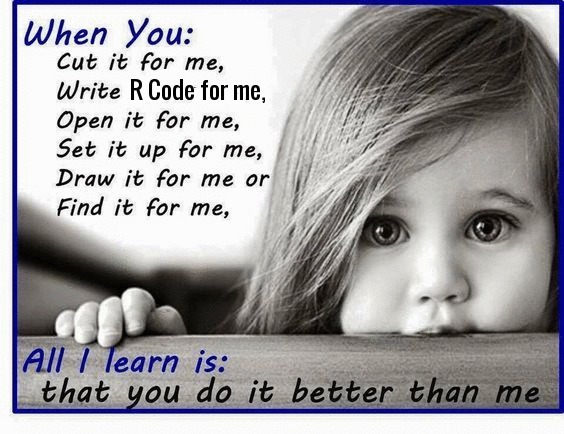 When You:
Cut it for me,
Write R Code for me,
Open it for me,
Set it up for me,
Draw it for me or
Find it for me,
All I learn is:
that you do it better than me